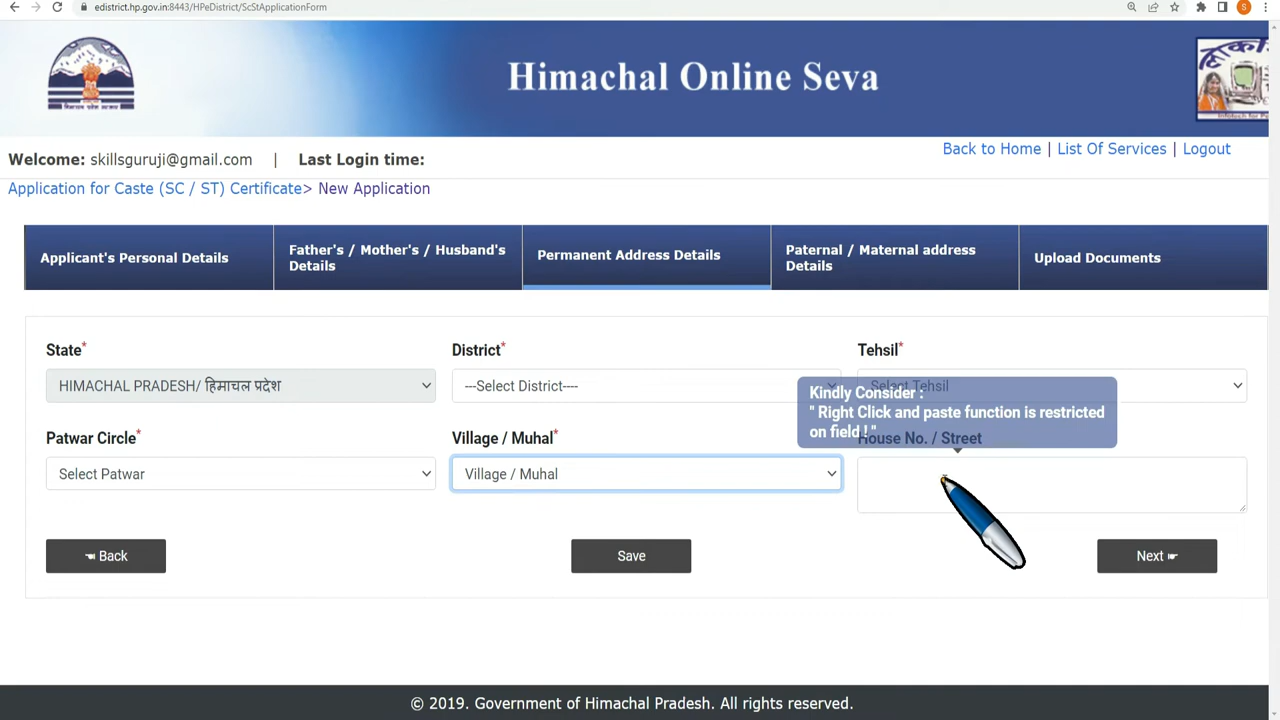 edistrict.hp.gov.in:8443/HPeDistrict/ScStApplicationForm
S
Himachal Online Seva
Welcome: skillsguruji@gmail.com | Last Login time:
Back to Home | List Of Services | Logout
Application for Caste (SC / ST) Certificate> New Application
Applicant's Personal Details
Father's / Mother's / Husband's
Details
Permanent Address Details
Paternal / Maternal address
Details
Upload Documents
State*
District*
Tehsil*
HIMACHAL PRADESH/ हिमाचल प्रदेश
---Select District----
Select Tehsil
Kindly Consider :
" Right Click and paste function is restricted
on field ! "
Patwar Circle*
Village / Muhal*
House No. / Street
Select Patwar
Village / Muhal
☚ Back
Save
Next ☛
© 2019. Government of Himachal Pradesh. All rights reserved.